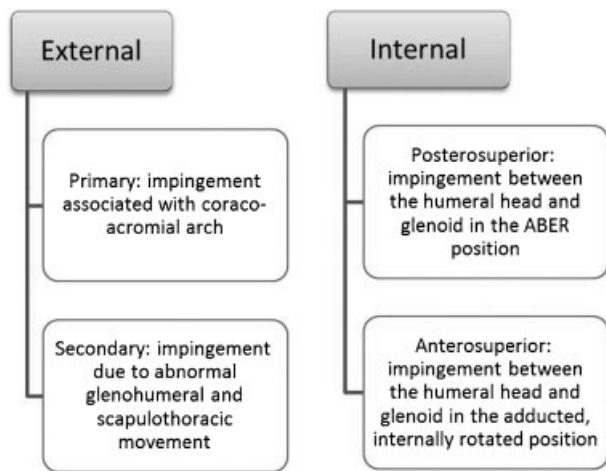 External
Primary: impingement
associated with coraco-
acromial arch
Secondary: impingement
due to abnormal
glenohumeral and
scapulothoracic
movement
Internal
Posterosuperior:
impingement between
the humeral head and
glenoid in the ABER
position
Anterosuperior:
impingement between
the humeral head and
glenoid in the adducted,
internally rotated position